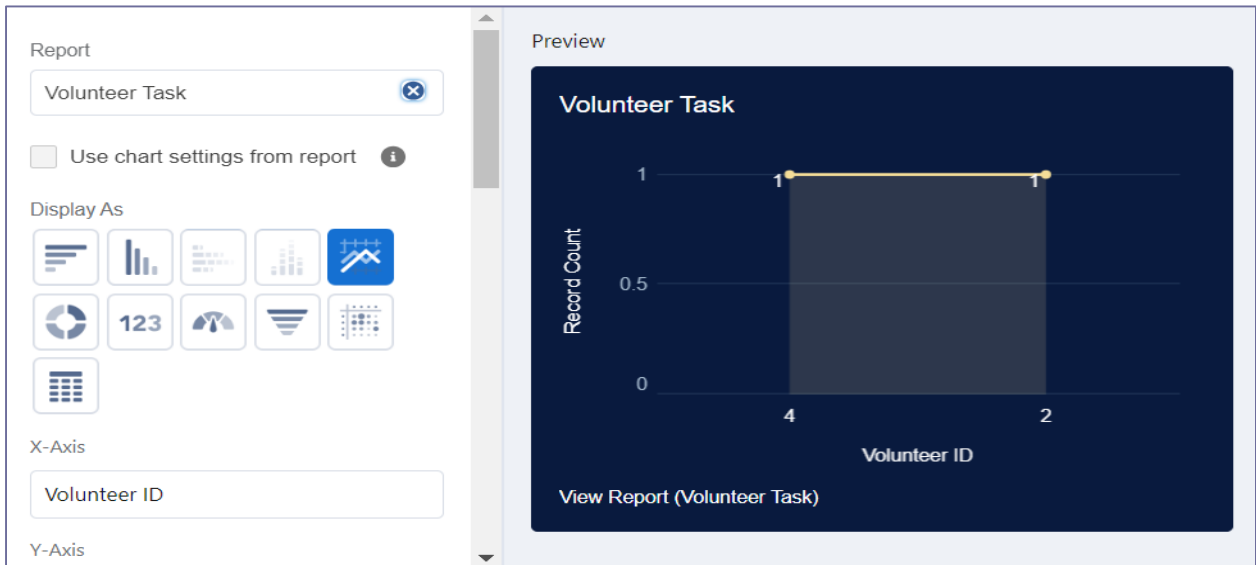 Report
Volunteer Task
Use chart settings from report
Display As
123
X-Axis
Volunteer ID
Y-Axis
Preview
Volunteer Task
1
1
1
0.5
0
Record Count
4
2
Volunteer ID
View Report (Volunteer Task)